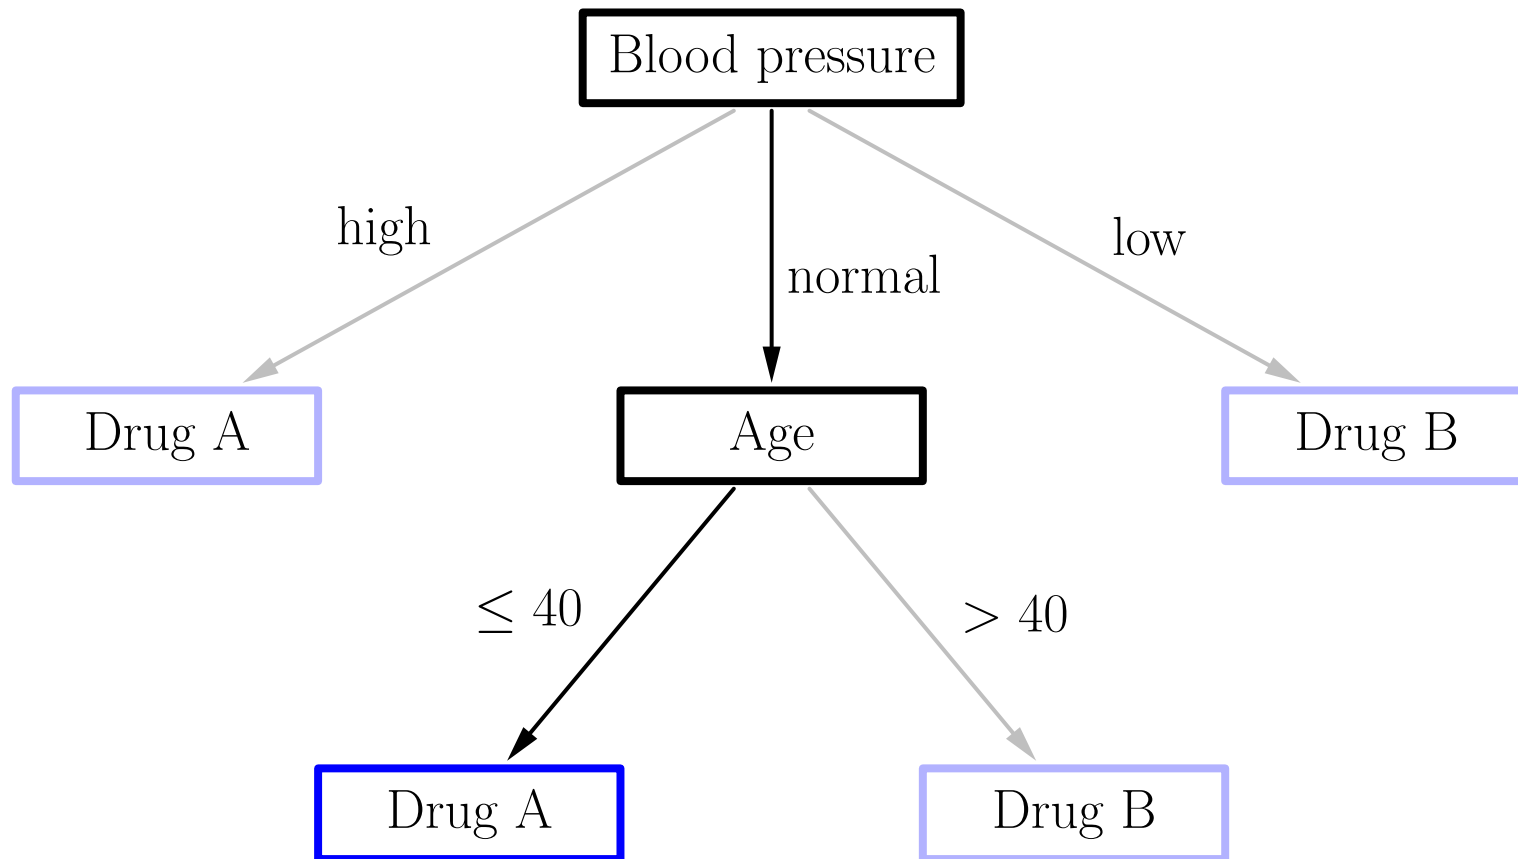 Blood pressure
high
low
normal
Drug A
Age
Drug B
≤ 40
> 40
Drug A
Drug B